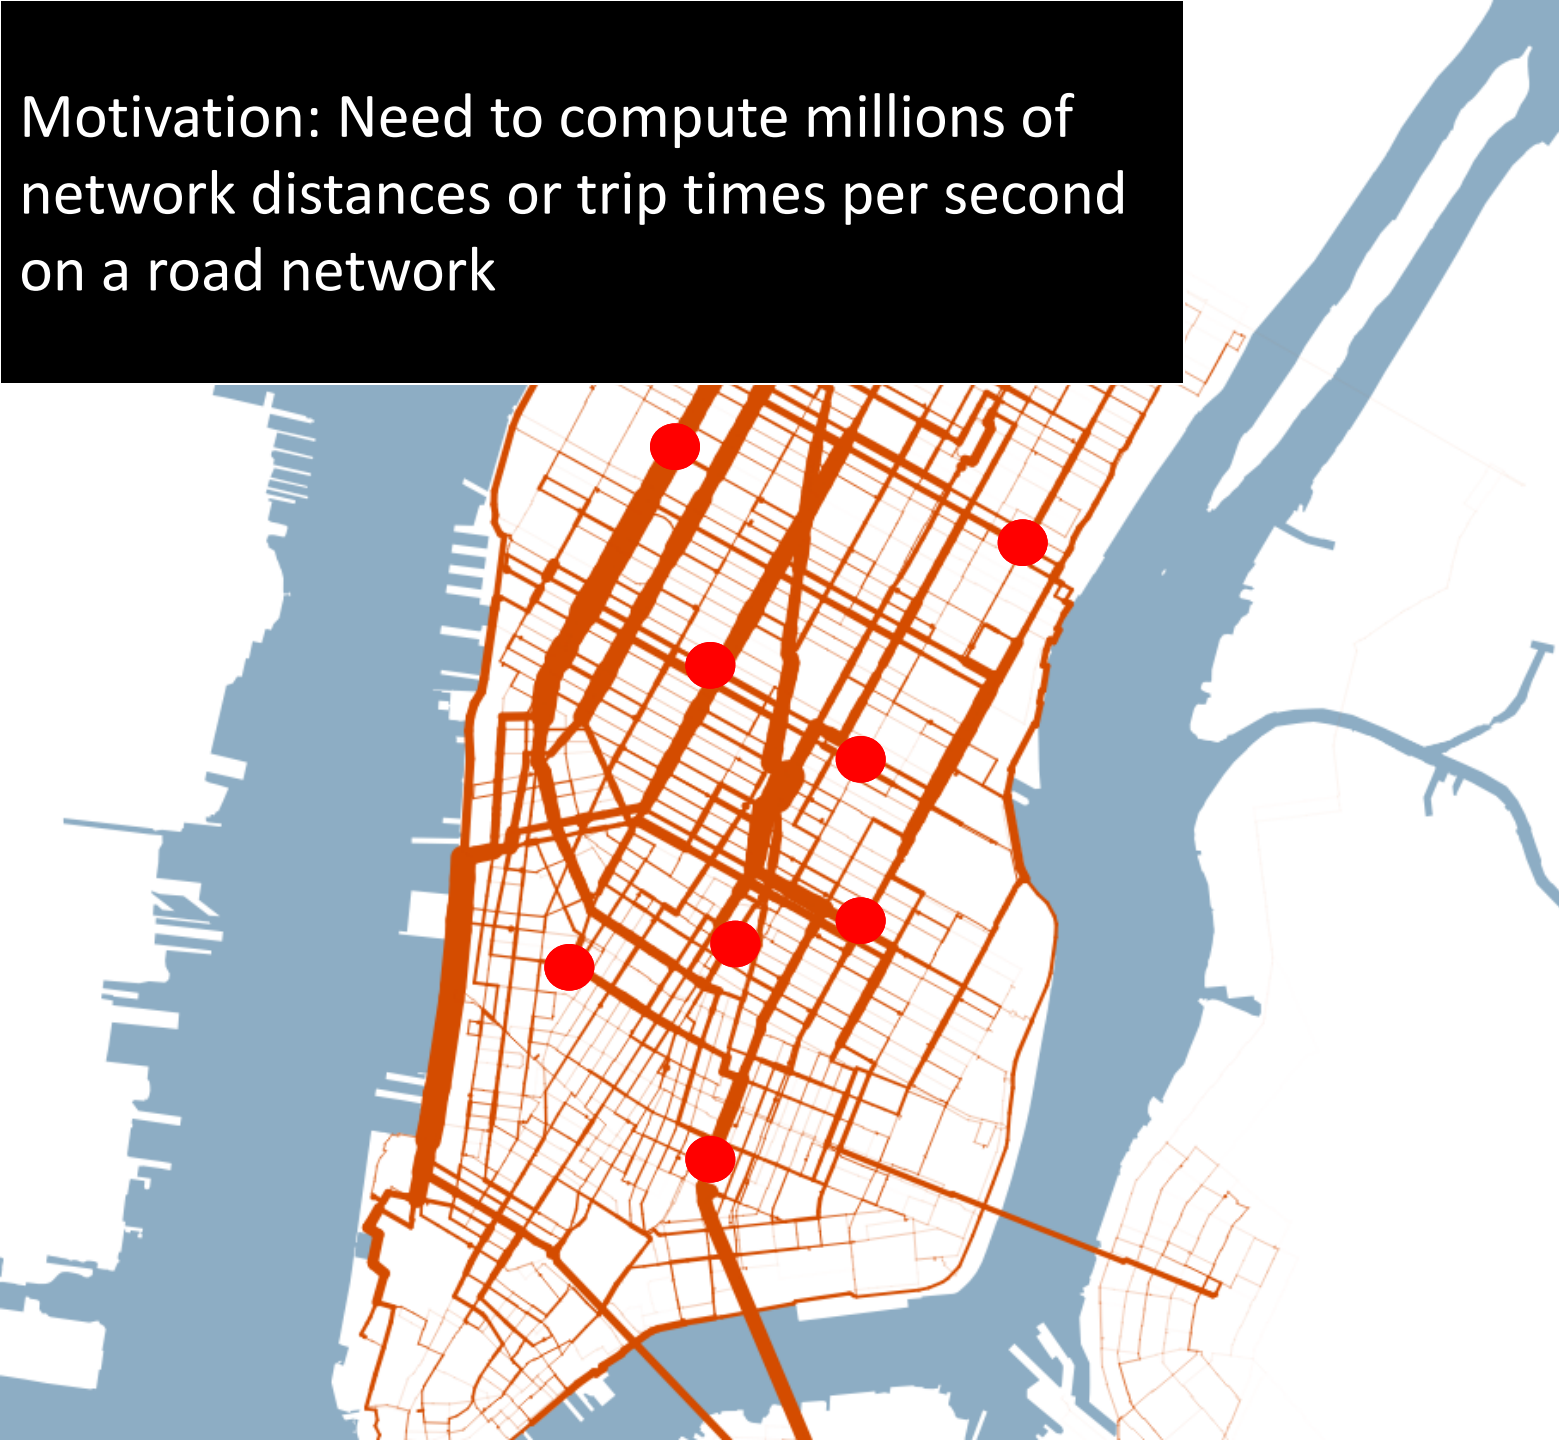 Motivation: Need to compute millions of
network distances or trip times per second
on a road network